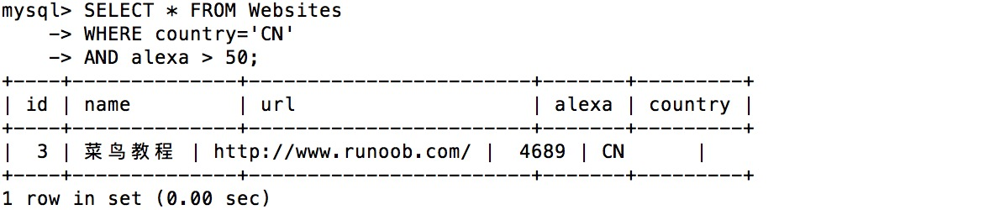 mysql> SELECT * FROM Websites
    -> WHERE country='CN'
    -> AND alexa > 50;
+----+--------------+-------------------------+-------+---------+
| id | name         | url                     | alexa | country |
+----+--------------+-------------------------+-------+---------+
|  3 | 菜鸟教程 | http://www.runoob.com/ |  4689 | CN      |
+----+--------------+-------------------------+-------+---------+
1 row in set (0.00 sec)